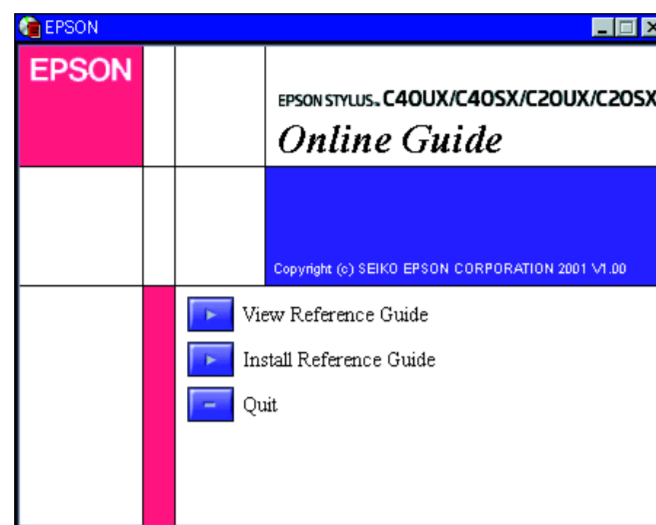 EPSON
EPSON
EPSON STYLUS™ C40UX/C40SX/C20UX/C20SX
Online Guide
Copyright (c) SEIKO EPSON CORPORATION 2001 V1.00
View Reference Guide
Install Reference Guide
Quit